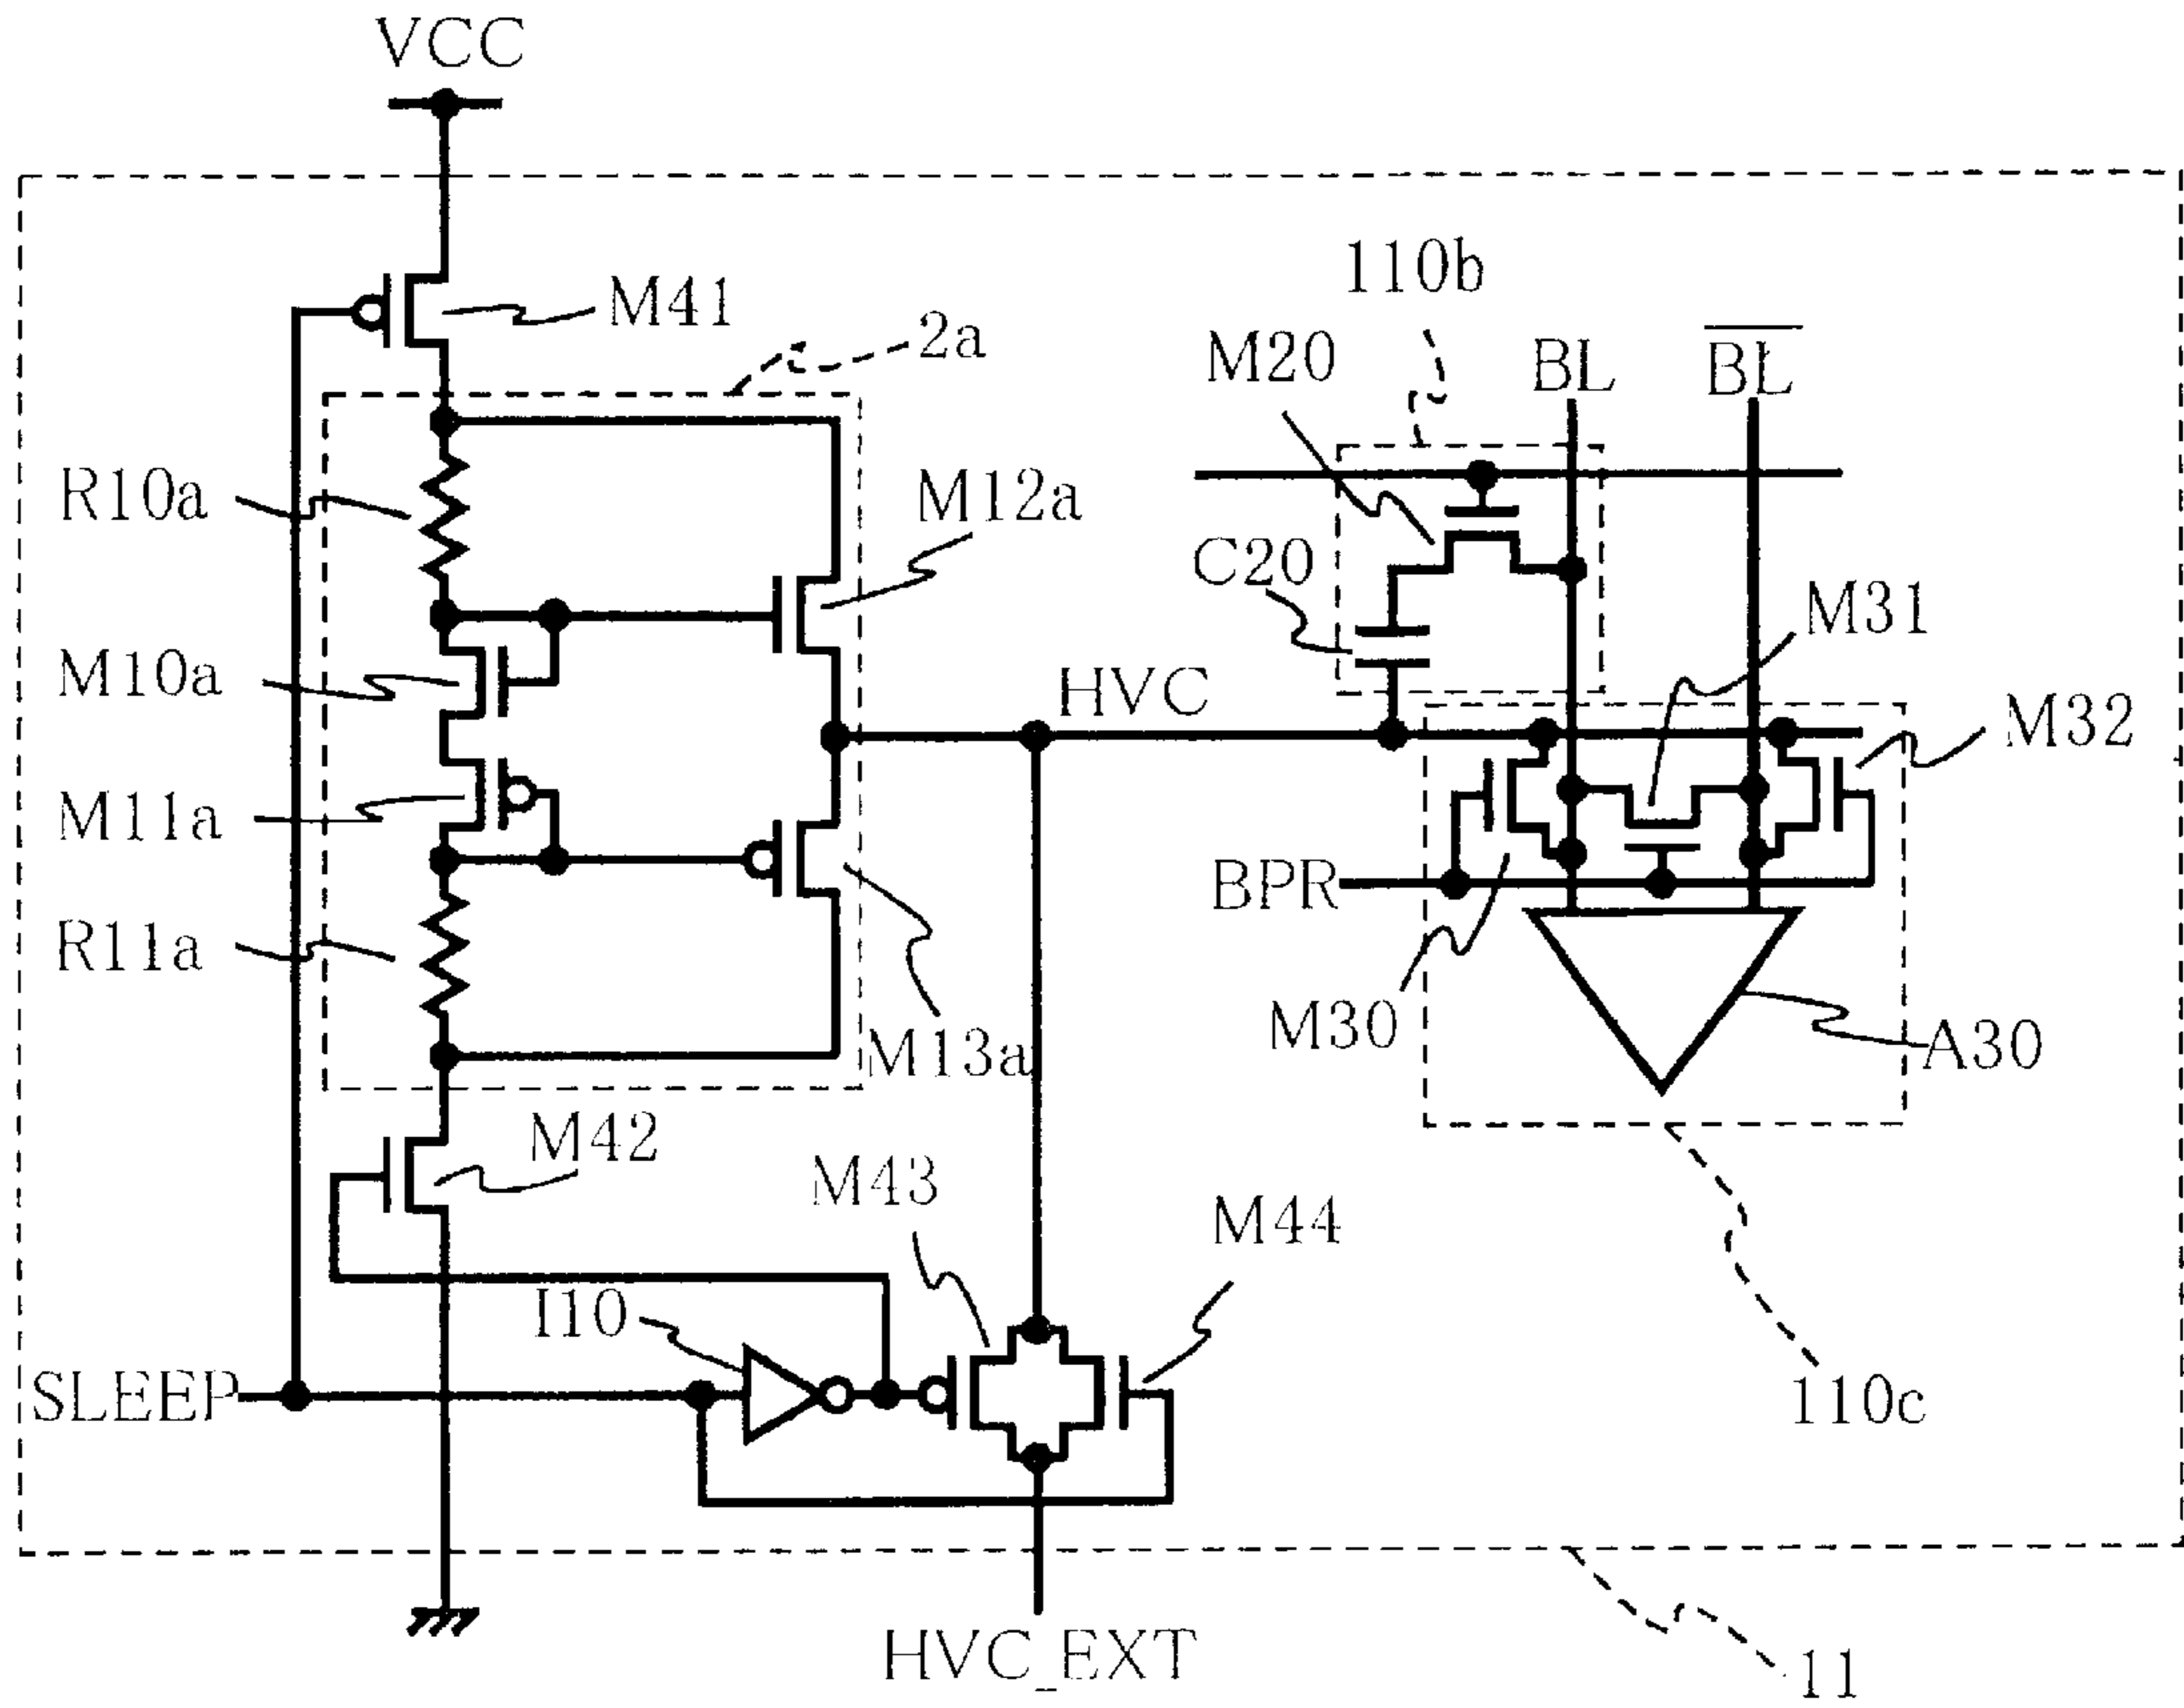 VCC
M41
2a
110b
M20
BL
BL
R10a
M12a
C20
M31
M10a
HVC
M32
M11a
BPR
R11a
M30
M13a
A30
M42
M43
M44
I10
SLEEP
110c
HVC_EXT
11